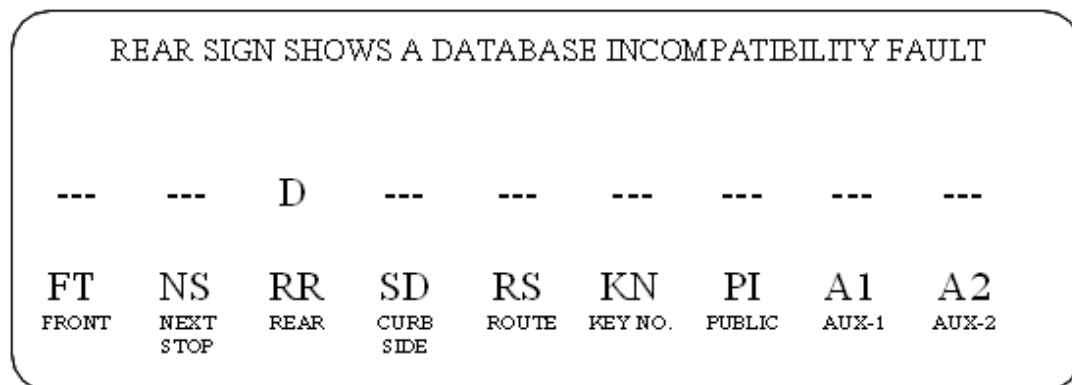 REAR SIGN SHOWS A DATABASE INCOMPATIBILITY FAULT
--- --- D --- --- --- --- --- ---
FT NS RR SD RS KN PI A1 A2
FRONT NEXT REAR CURB ROUTE KEY NO. PUBLIC AUX-1 AUX-2
STOP SIDE